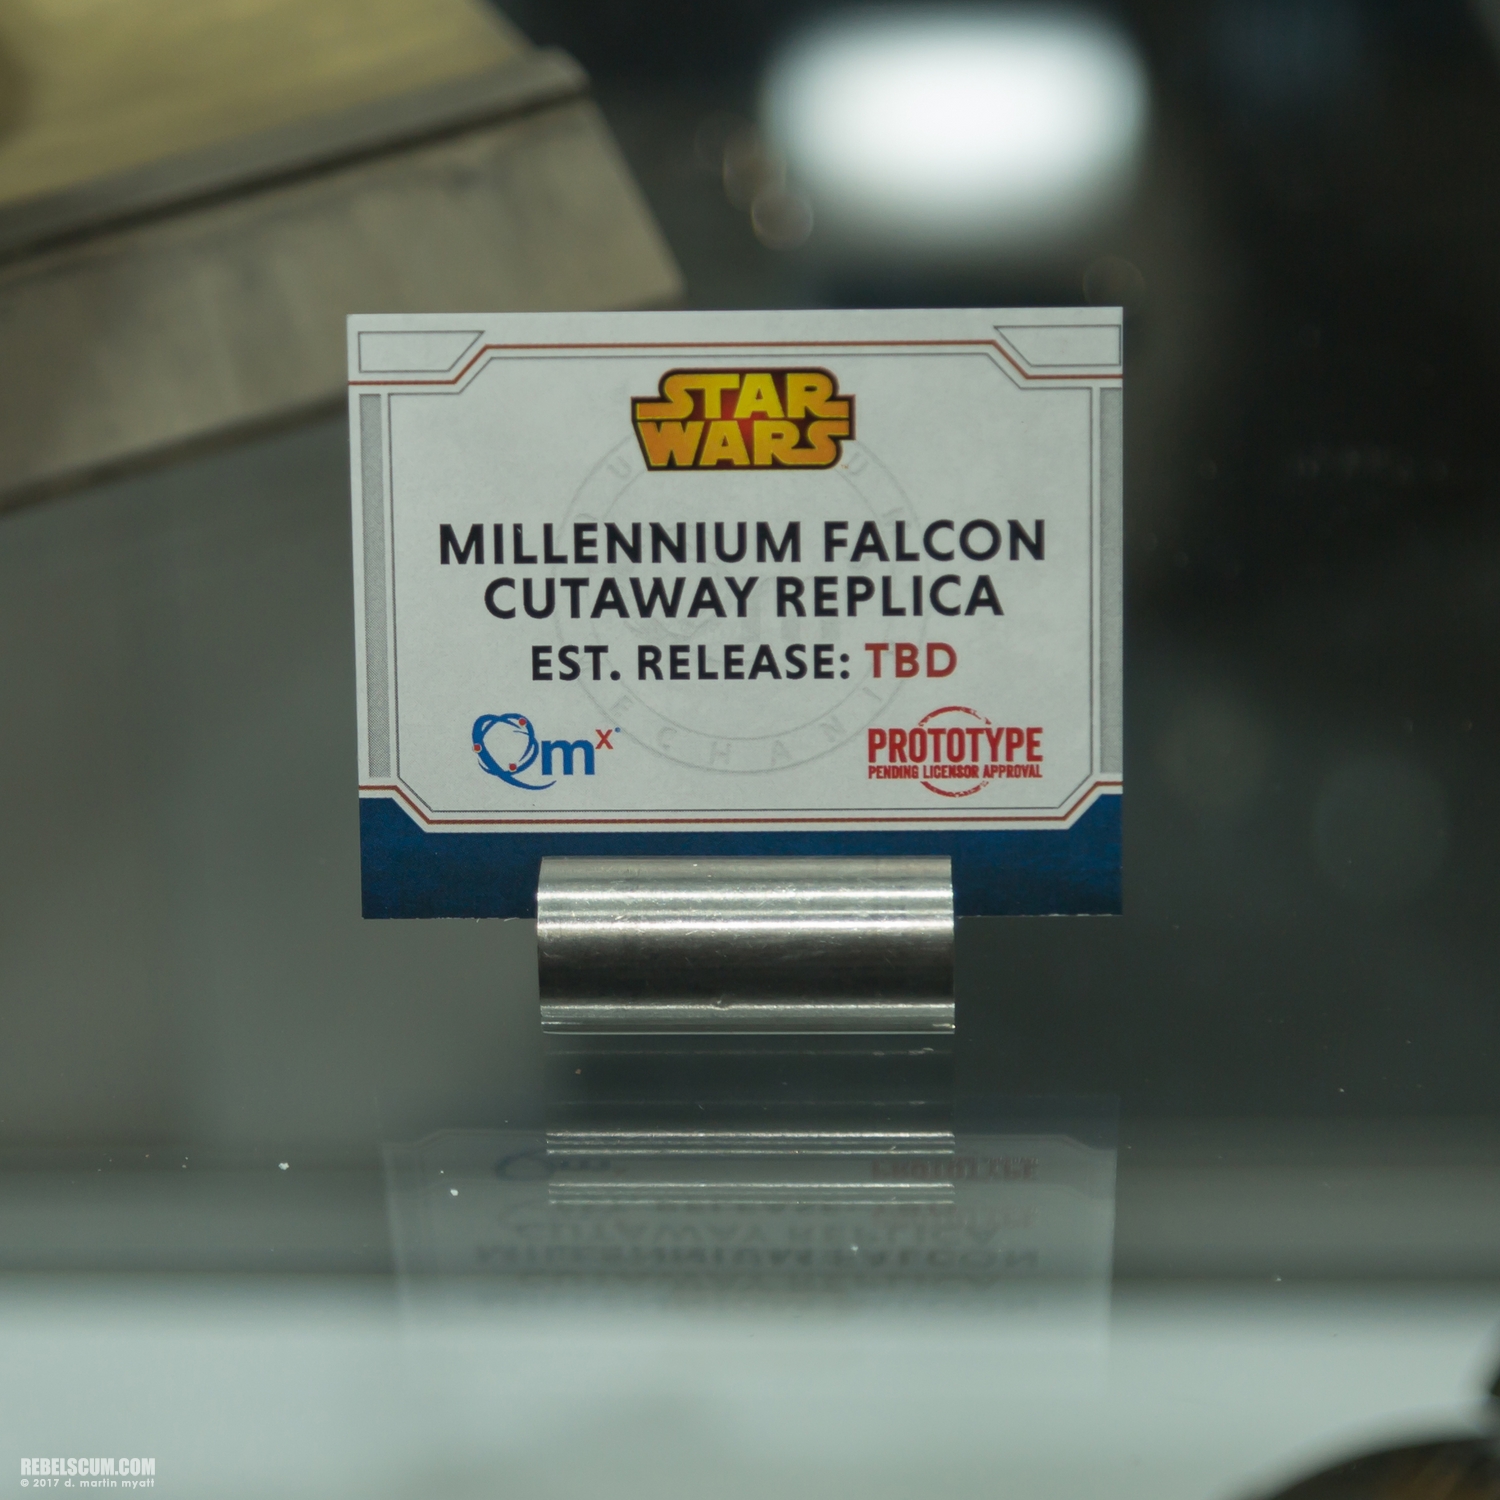 STAR
WARS
MILLENNIUM FALCON
CUTAWAY REPLICA
EST. RELEASE: TBD
Qmx
PROTOTYPE
PENDING LICENSOR APPROVAL
REBELSCUM.COM
© 2017 d. martin myatt